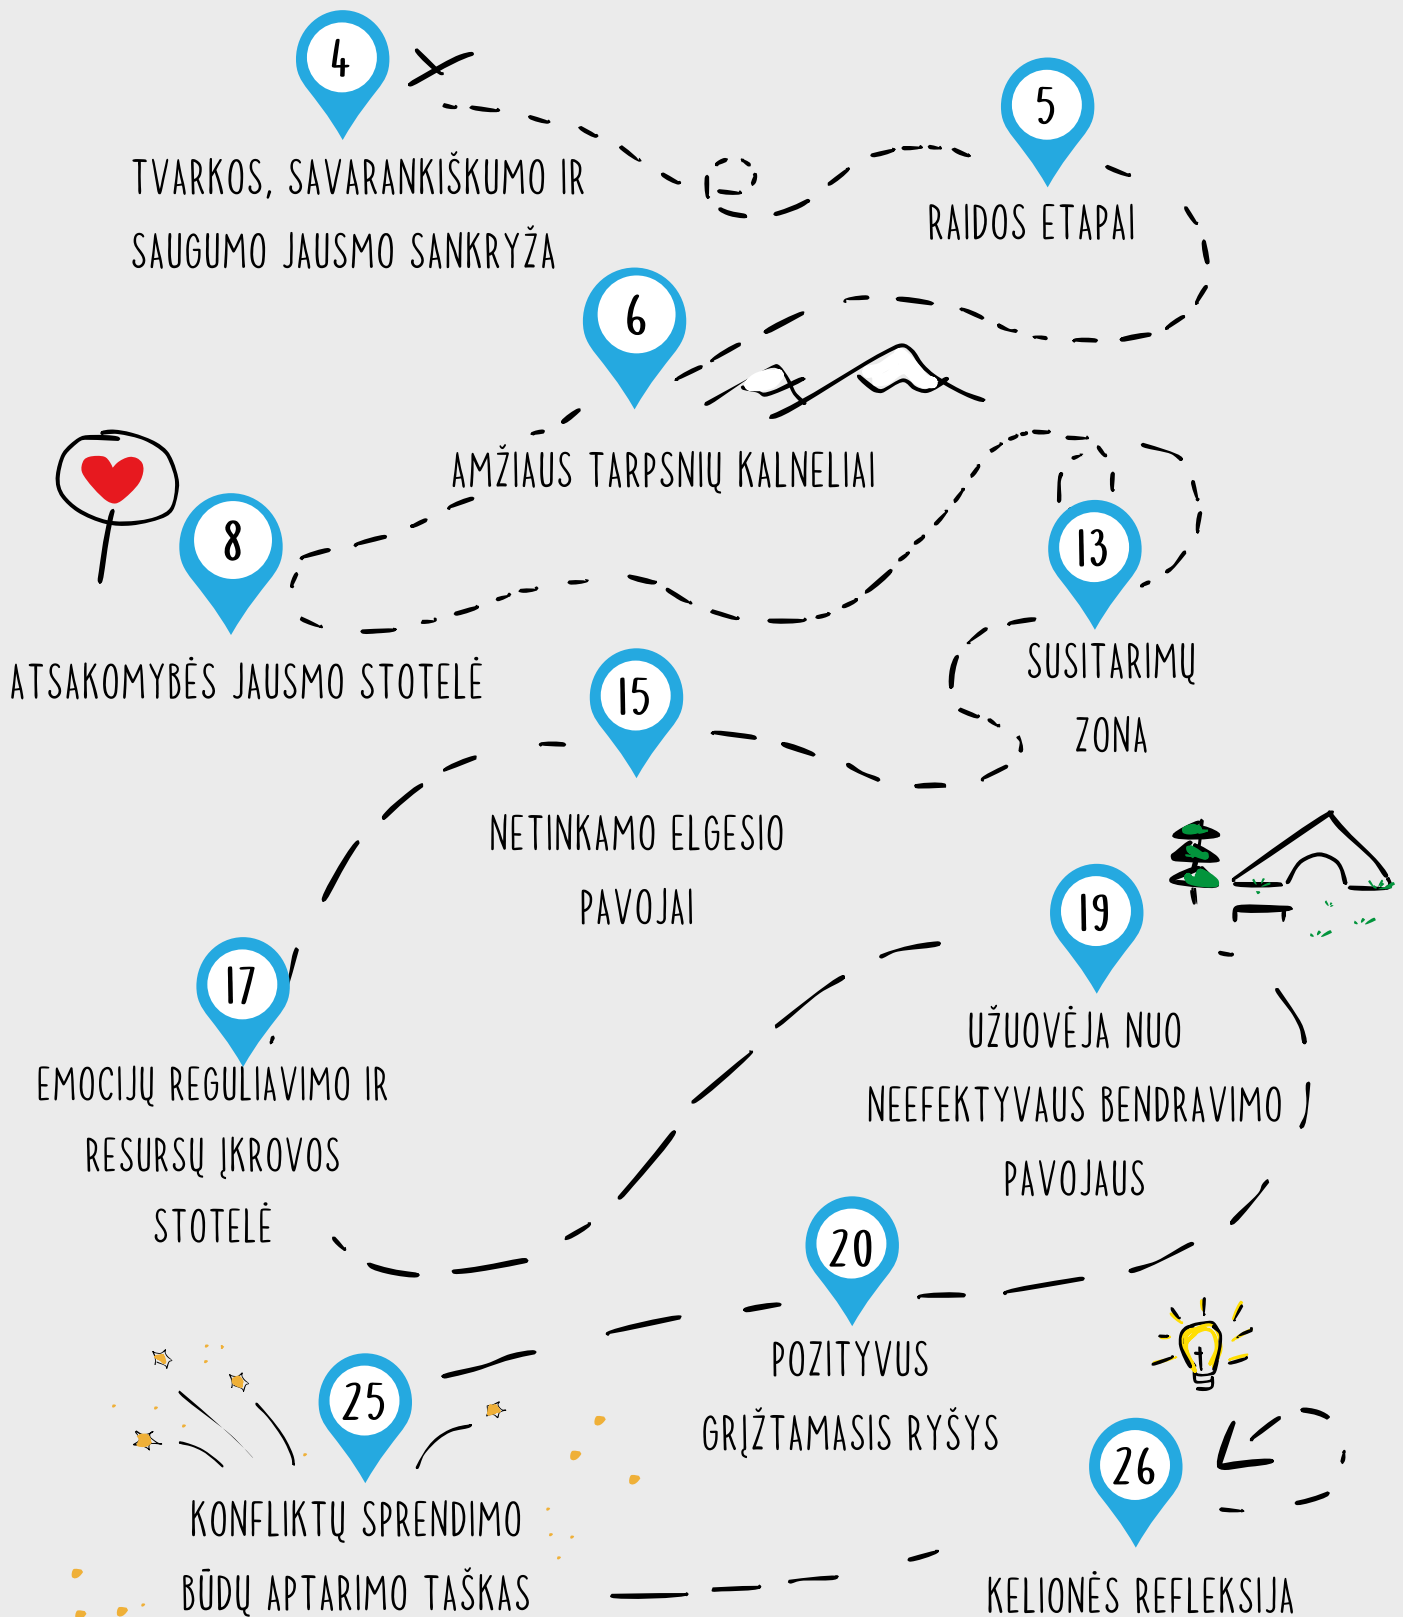 4
TVARKOS, SAVARANKIŠKUMO IR
SAUGUMO JAUSMO SANKRYŽA
5
RAIDOS ETAPAI
6
AMŽIAUS TARPSNIŲ KALNELIAI
8
ATSAKOMYBĖS JAUSMO STOTELĖ
13
SUSITARIMŲ
ZONA
15
NETINKAMO ELGESIO
PAVOJAI
17
EMOCIJŲ REGULIAVIMO IR
RESURSŲ ĮKROVOS
STOTELĖ
19
UŽUOVĖJA NUO
NEEFEKTYVAUS BENDRAVIMO
PAVOJAUS
20
POZITYVUS
GRĮŽTAMASIS RYŠYS
25
KONFLIKTŲ SPRENDIMO
BŪDŲ APTARIMO TAŠKAS
26
KELIONĖS REFLEKSIJA